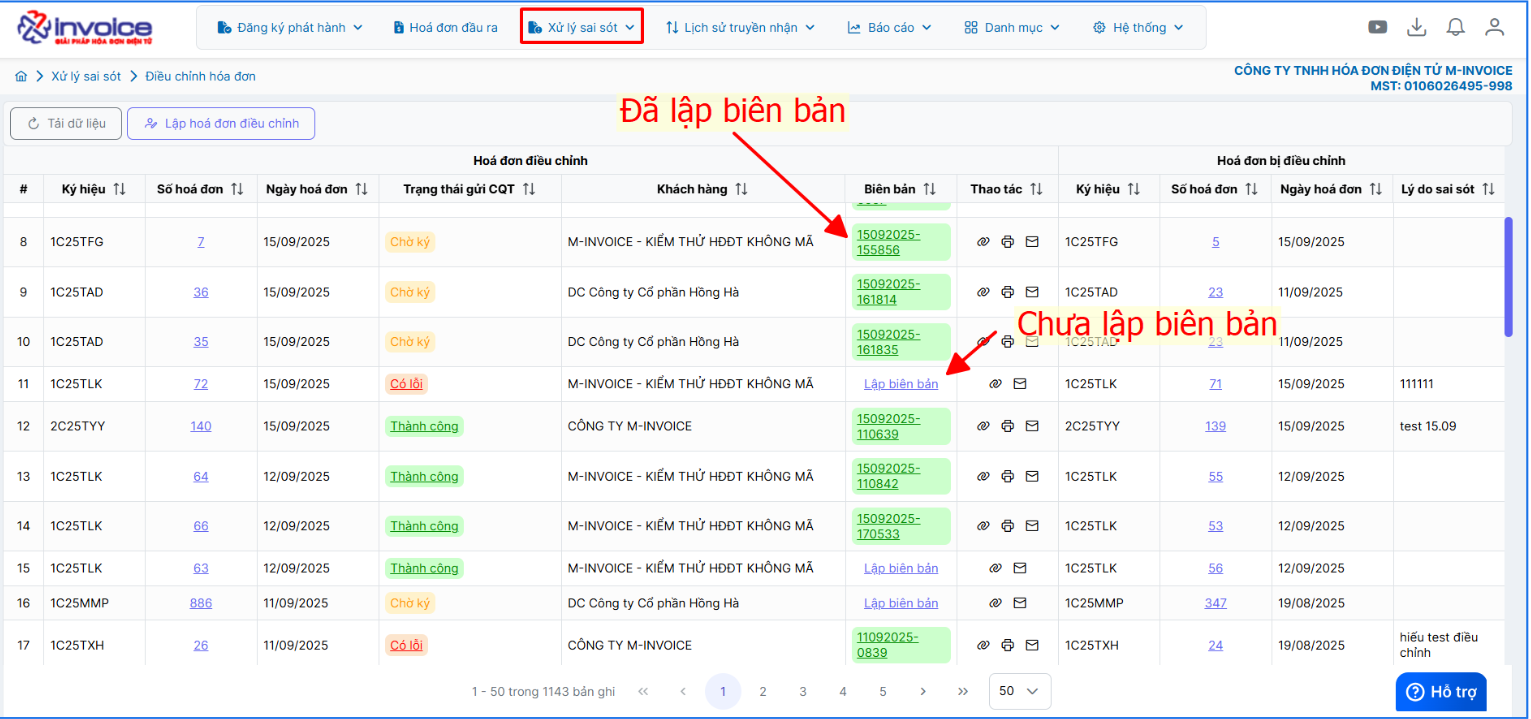 invoice
GIẢI PHÁP HÓA ĐƠN ĐIỆN TỬ
Đăng ký phát hành
Hoá đơn đầu ra
Xử lý sai sót
Lịch sử truyền nhận
Báo cáo
Danh mục
Hệ thống
Xử lý sai sót
Điều chỉnh hóa đơn
CÔNG TY TNHH HÓA ĐƠN ĐIỆN TỬ M-INVOICE
MST: 0106026495-998
Tải dữ liệu
Lập hoá đơn điều chỉnh
Đã lập biên bản
Hoá đơn điều chỉnh
Hoá đơn bị điều chỉnh
# Ký hiệu Số hoá đơn Ngày hoá đơn Trạng thái gửi CQT Khách hàng Biên bản Thao tác Ký hiệu Số hoá đơn Ngày hoá đơn Lý do sai sót
8 1C25TFG 7 15/09/2025 Chờ ký M-INVOICE - KIỂM THỬ HĐĐT KHÔNG MÃ 15092025-
155856 1C25TFG 5 15/09/2025
9 1C25TAD 36 15/09/2025 Chờ ký DC Công ty Cổ phần Hồng Hà 15092025-
161814 1C25TAD 23 11/09/2025
Chưa lập biên bản
10 1C25TAD 35 15/09/2025 Chờ ký DC Công ty Cổ phần Hồng Hà 15092025-
161835 1C25TAD 23 11/09/2025
11 1C25TLK 72 15/09/2025 Có lỗi M-INVOICE - KIỂM THỬ HĐĐT KHÔNG MÃ Lập biên bản 1C25TLK 71 15/09/2025 111111
12 2C25TYY 140 15/09/2025 Thành công CÔNG TY M-INVOICE 15092025-
110639 2C25TYY 139 15/09/2025 test 15.09
13 1C25TLK 64 12/09/2025 Thành công M-INVOICE - KIỂM THỬ HĐĐT KHÔNG MÃ 15092025-
110842 1C25TLK 55 12/09/2025
14 1C25TLK 66 12/09/2025 Thành công M-INVOICE - KIỂM THỬ HĐĐT KHÔNG MÃ 15092025-
170533 1C25TLK 53 12/09/2025
15 1C25TLK 63 12/09/2025 Thành công M-INVOICE - KIỂM THỬ HĐĐT KHÔNG MÃ Lập biên bản 1C25TLK 56 12/09/2025
16 1C25MMP 886 11/09/2025 Chờ ký DC Công ty Cổ phần Hồng Hà Lập biên bản 1C25MMP 347 19/08/2025
17 1C25TXH 26 11/09/2025 Có lỗi CÔNG TY M-INVOICE 11092025-
0839 1C25TXH 24 19/08/2025 hiếu test điều
chỉnh
1 - 50 trong 1143 bản ghi
1 2 3 4 5
50
Hỗ trợ